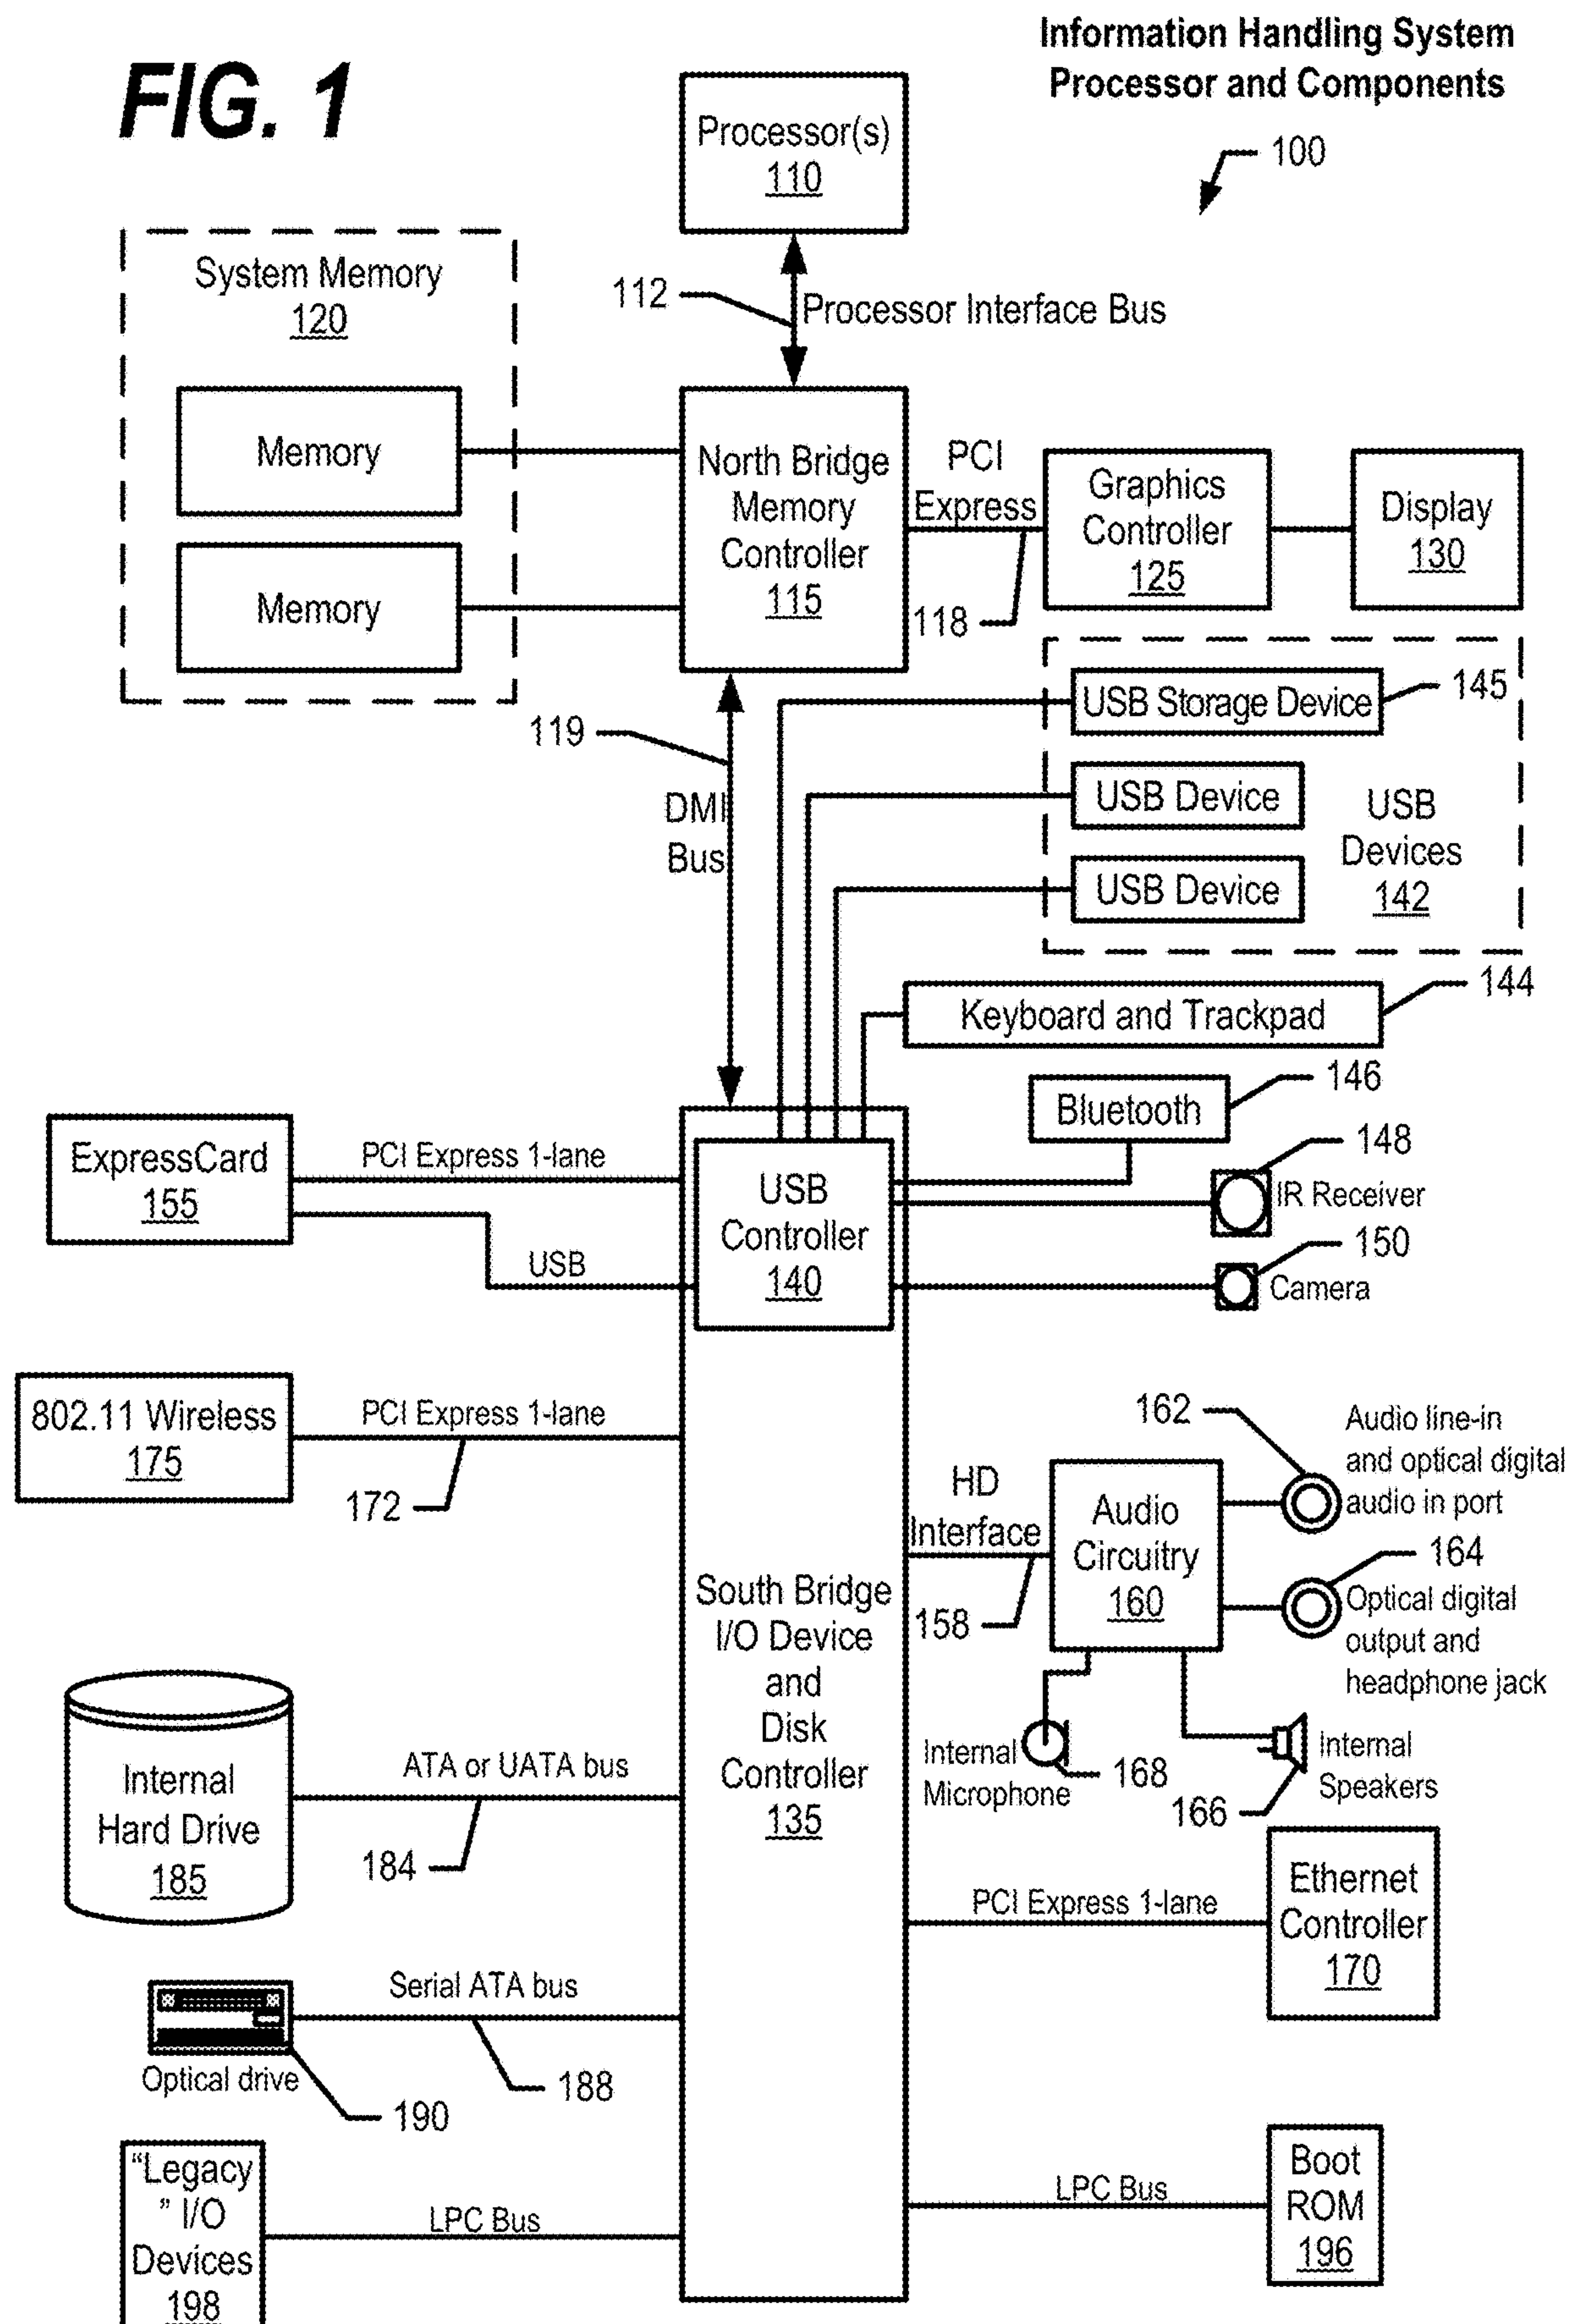 FIG. 1
Information Handling System
Processor and Components
100
Processor(s)
110
112
Processor Interface Bus
System Memory
120
Memory
Memory
North Bridge
Memory
Controller
115
PCI
Express
118
Graphics
Controller
125
Display
130
119
DMI
Bus
USB Storage Device
145
USB Device
USB Device
USB
Devices
142
Keyboard and Trackpad
144
Bluetooth
146
148
IR Receiver
150
Camera
ExpressCard
155
PCI Express 1-lane
USB
USB
Controller
140
802.11 Wireless
175
PCI Express 1-lane
172
162
Audio line-in
and optical digital
audio in port
HD
Interface
158
Audio
Circuitry
160
164
Optical digital
output and
headphone jack
South Bridge
I/O Device
and
Disk
Controller
135
Internal
Microphone
168
166
Internal
Speakers
Internal
Hard Drive
185
ATA or UATA bus
184
PCI Express 1-lane
Ethernet
Controller
170
Serial ATA bus
188
Optical drive
190
"Legacy
" I/O
Devices
198
LPC Bus
LPC Bus
Boot
ROM
196